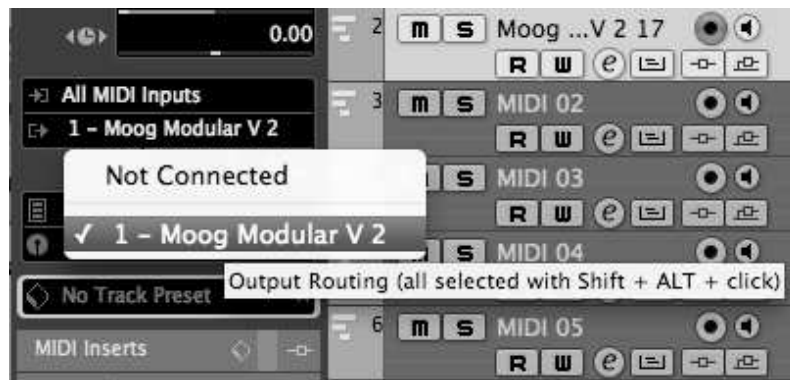 0.00
All MIDI Inputs
1 – Moog Modular V 2
Not Connected
✓ 1 – Moog Modular V 2
Output Routing (all selected with Shift + ALT + click)
No Track Preset
MIDI Inserts
2 m S Moog ...V 2 17
R W e
3 m S MIDI 02
R W e
S MIDI 03
R W e
S MIDI 04
6 m S MIDI 05
R W e